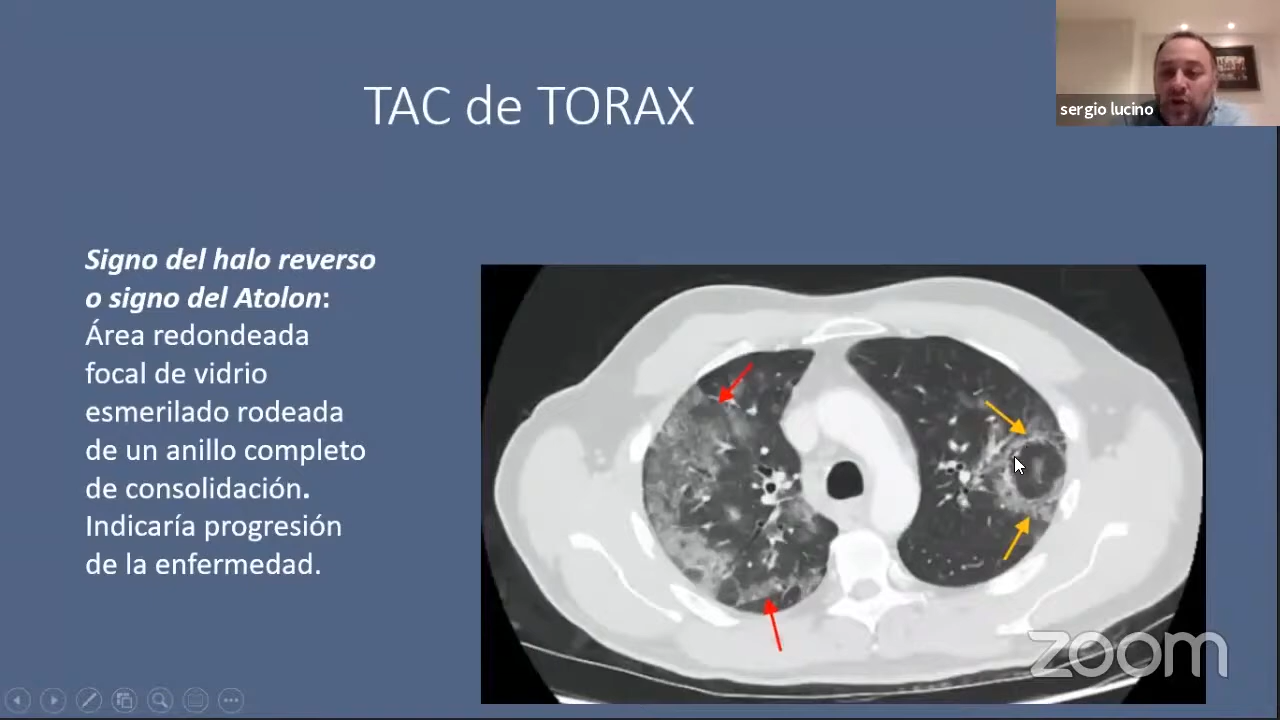 TAC de TORAX
sergio lucino
Signo del halo reverso
o signo del Atolon:
Área redondeada
focal de vidrio
esmerilado rodeada
de un anillo completo
de consolidación.
Indicaría progresión
de la enfermedad.
zoom